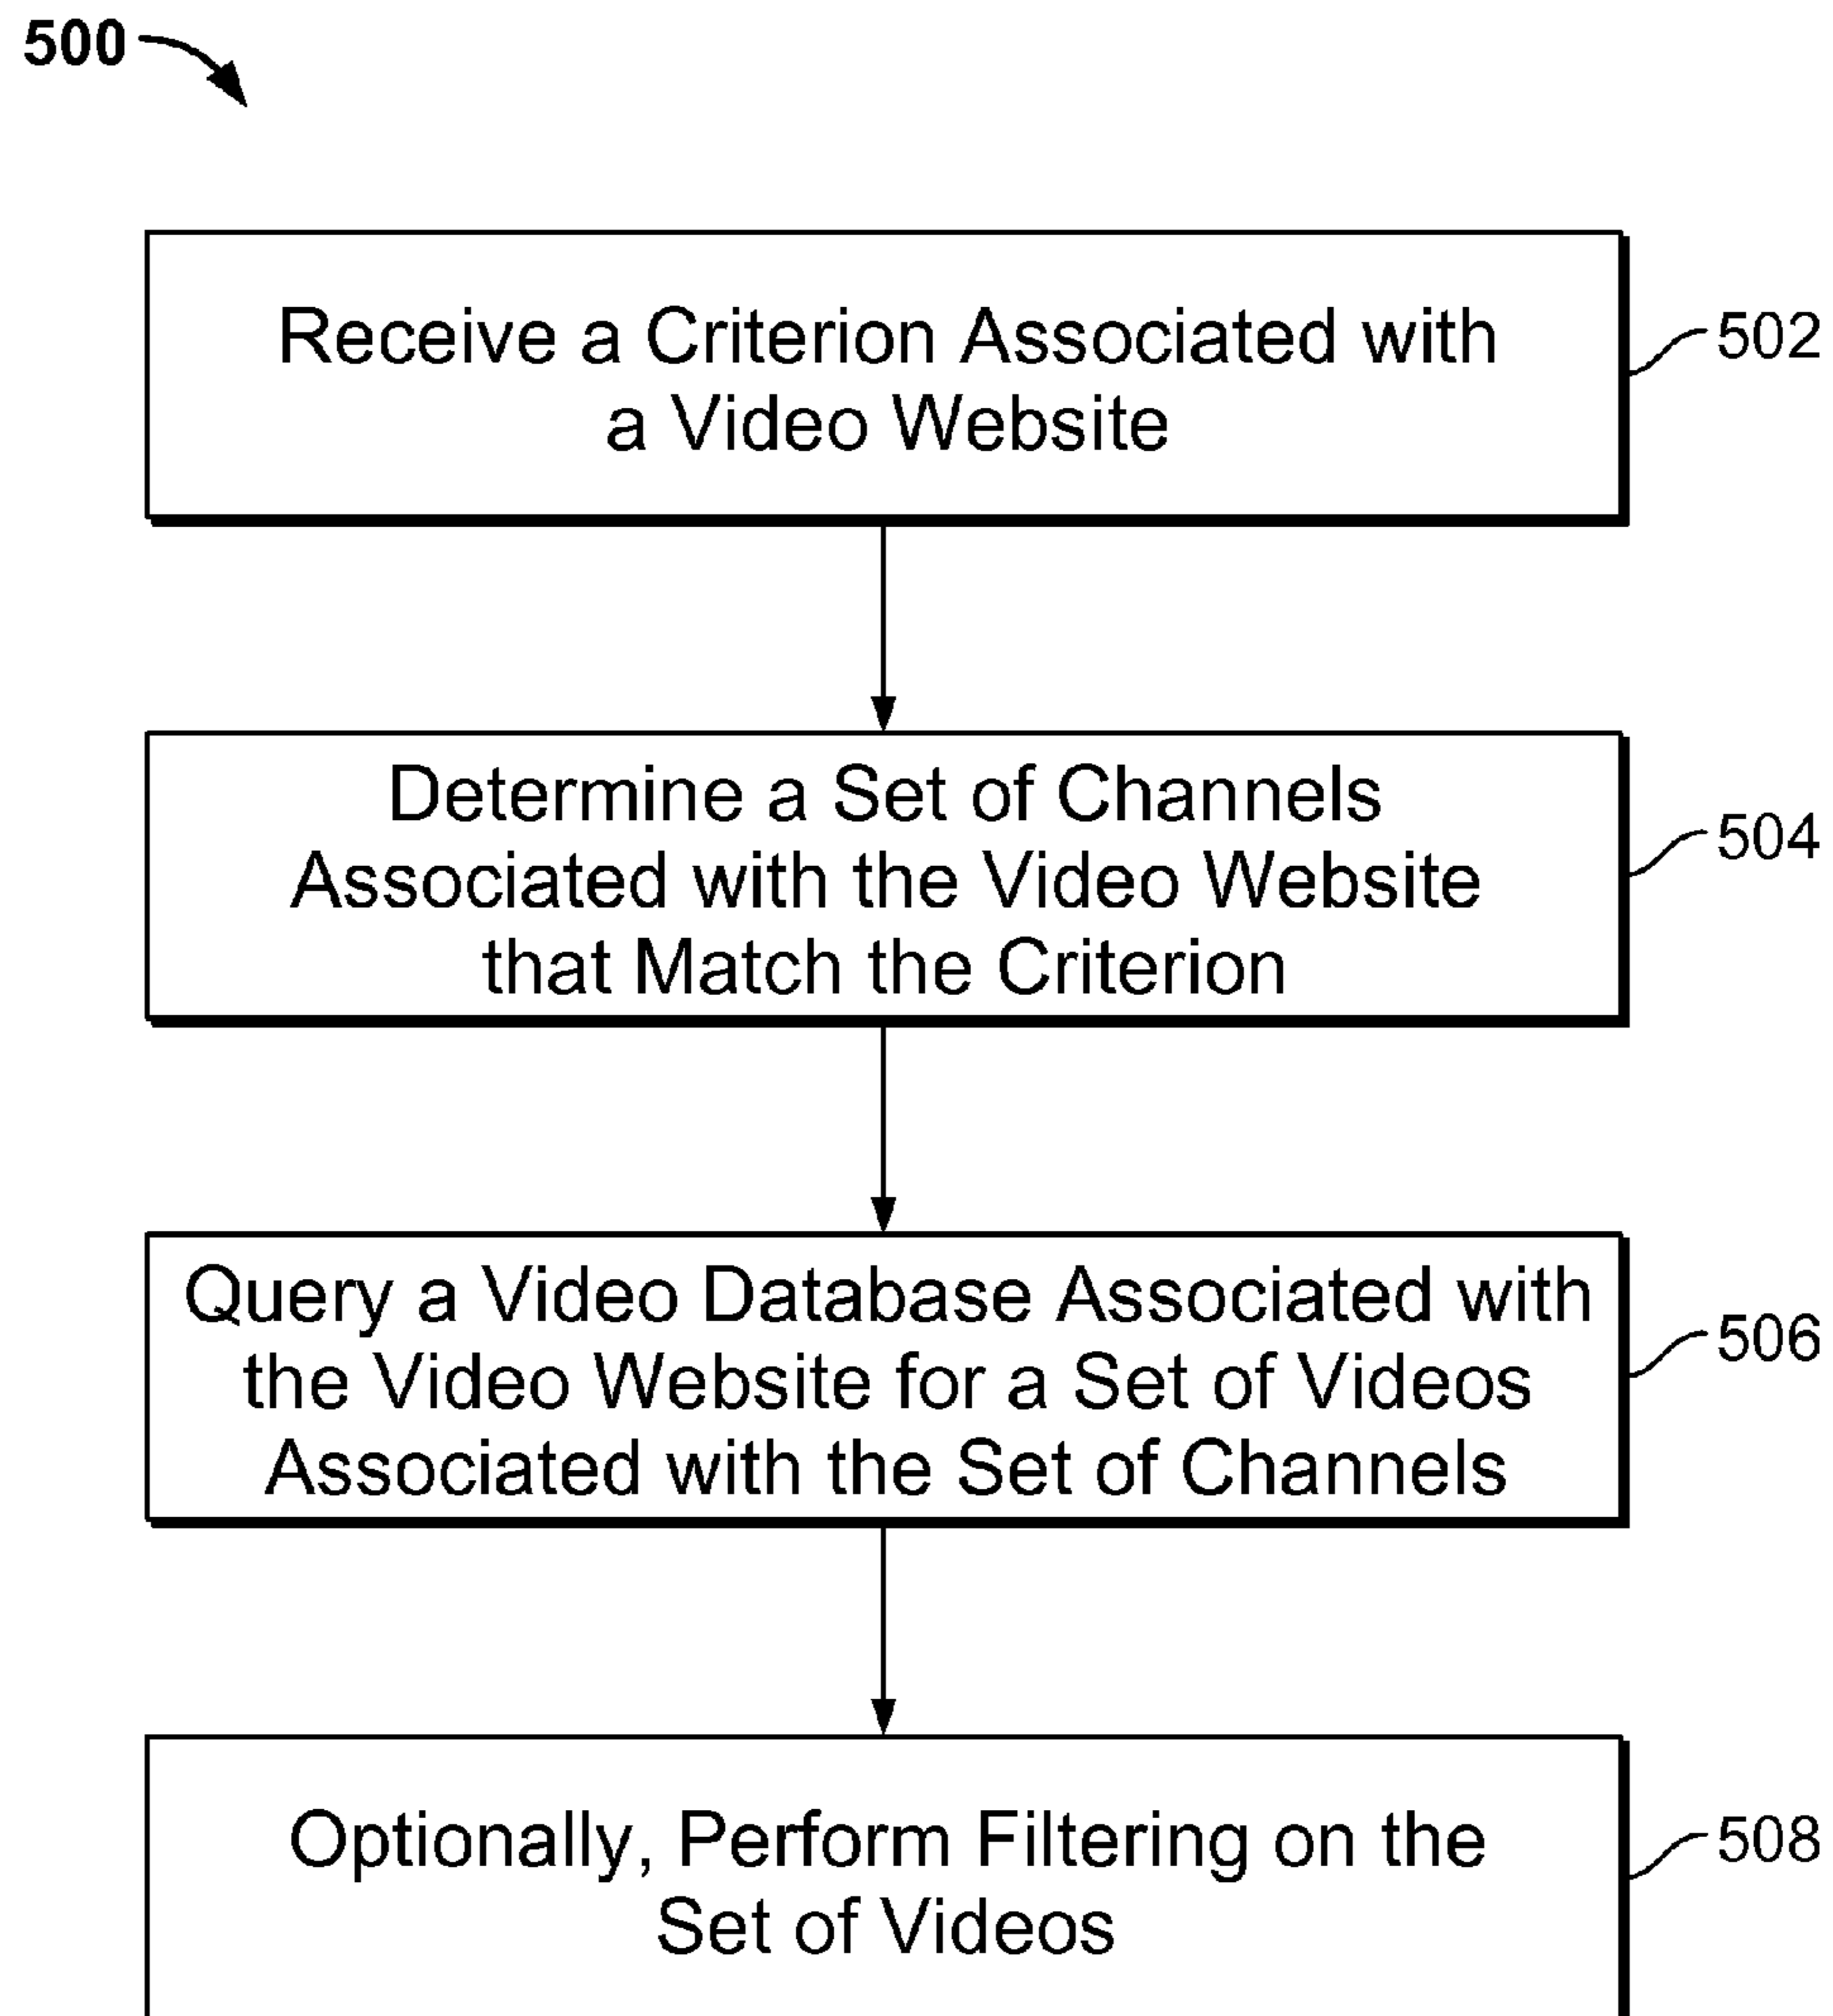 500
Receive a Criterion Associated with
a Video Website
502
Determine a Set of Channels
Associated with the Video Website
that Match the Criterion
504
Query a Video Database Associated with
the Video Website for a Set of Videos
Associated with the Set of Channels
506
Optionally, Perform Filtering on the
Set of Videos
508